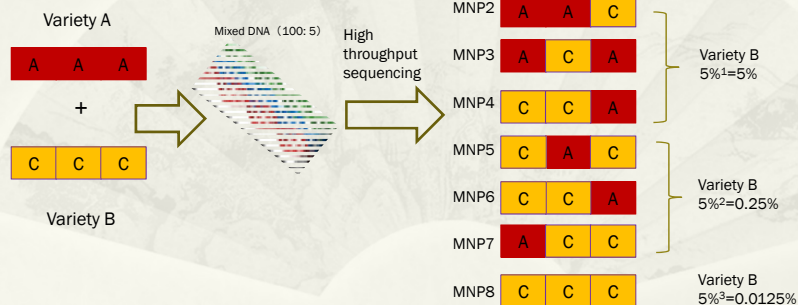 Variety A
A A A
+
C C C
Variety B
Mixed DNA（100: 5）
High
throughput
sequencing
MNP2 A A C
MNP3 A C A
MNP4 C C A
MNP5 C A C
MNP6 C C A
MNP7 A C C
MNP8 C C C
Variety B
5%¹=5%
Variety B
5%²=0.25%
Variety B
5%³=0.0125%